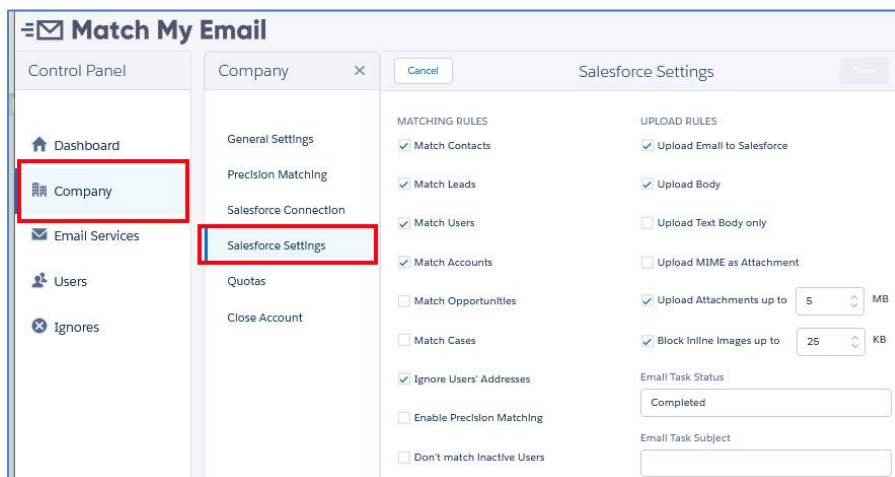 Match My Email
Control Panel
Dashboard
Company
Email Services
Users
Ignores
Company ×
General Settings
Precision Matching
Salesforce Connection
Salesforce Settings
Quotas
Close Account
Cancel
Salesforce Settings
Save
MATCHING RULES
Match Contacts
Match Leads
Match Users
Match Accounts
Match Opportunities
Match Cases
Ignore Users' Addresses
Enable Precision Matching
Don't match Inactive Users
UPLOAD RULES
Upload Email to Salesforce
Upload Body
Upload Text Body only
Upload MIME as Attachment
Upload Attachments up to 5 MB
Block Inline Images up to 25 KB
Email Task Status
Completed
Email Task Subject